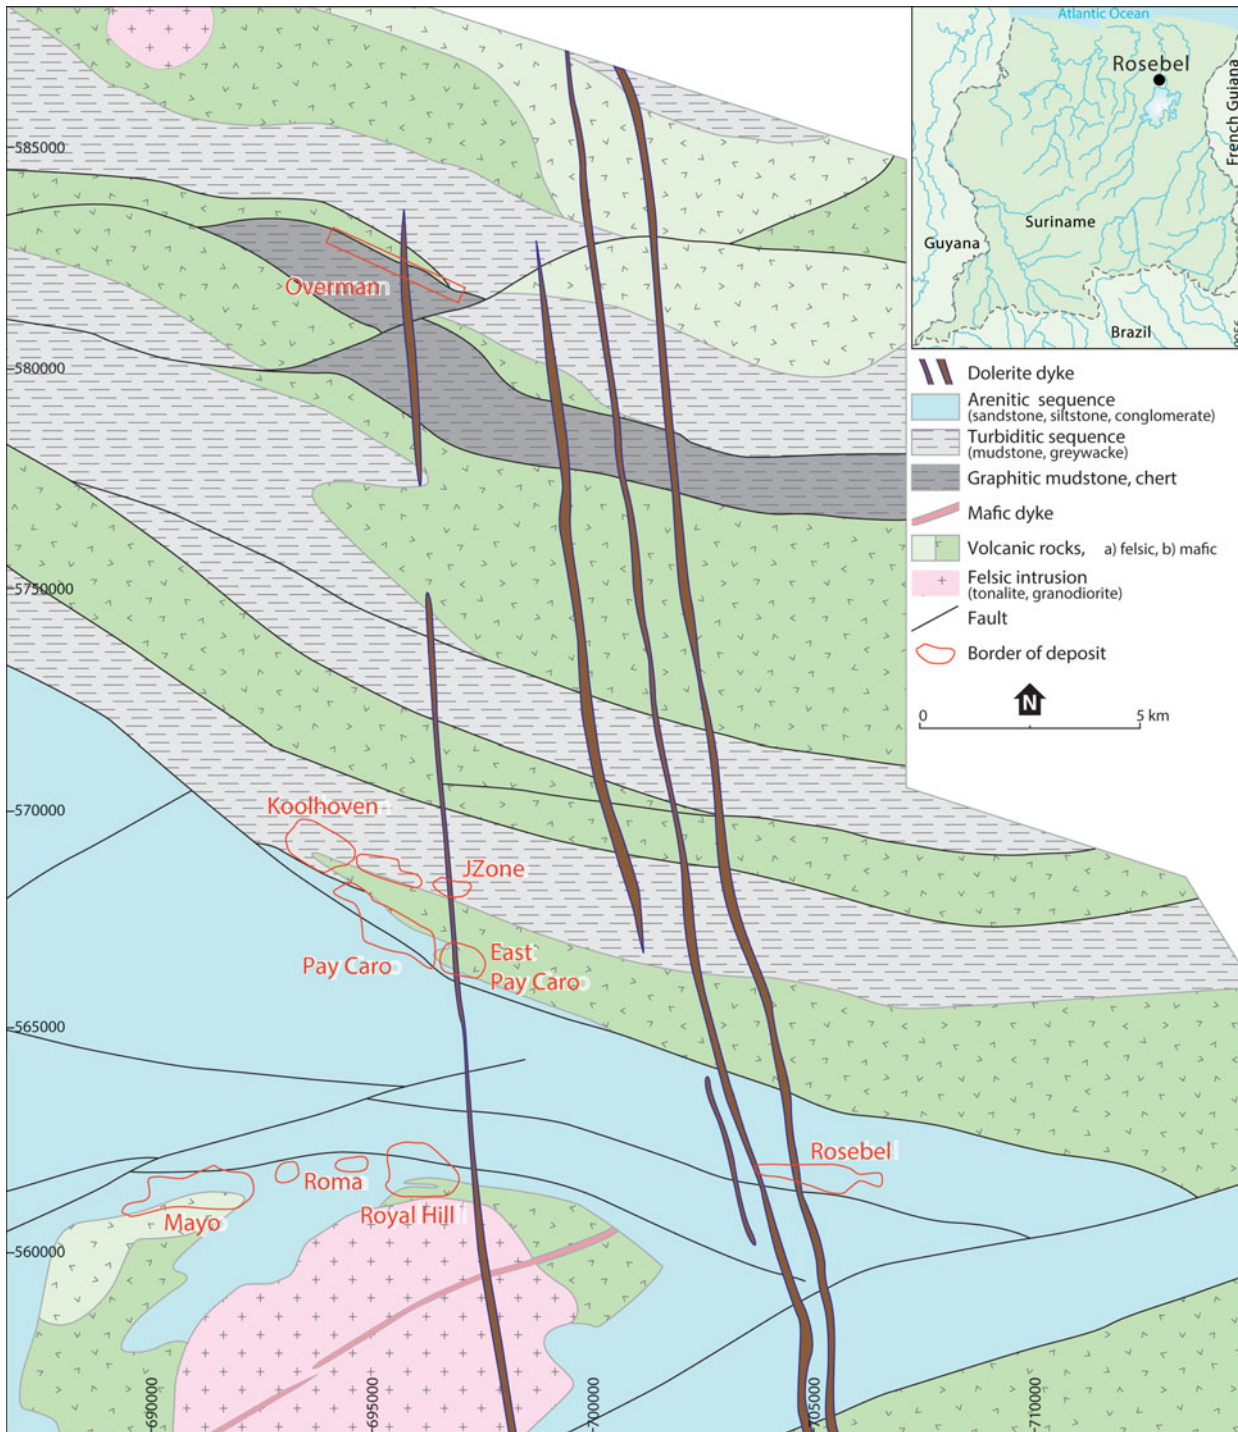 Atlantic Ocean
Rosebel
French Guiana
Suriname
Guyana
Brazil
Dolerite dyke
Arenitic sequence
(sandstone, siltstone, conglomerate)
Turbiditic sequence
(mudstone, greywacke)
Graphitic mudstone, chert
Mafic dyke
Volcanic rocks, a) felsic, b) mafic
Felsic intrusion
(tonalite, granodiorite)
Fault
Border of deposit
N
0 5 km
585000
Overman
580000
5750000
570000
Koolhoven
JZone
Pay Caro
East
Pay Caro
565000
Rosebel
Roma
Mayo
Royal Hill
560000
690000
695000
700000
705000
710000